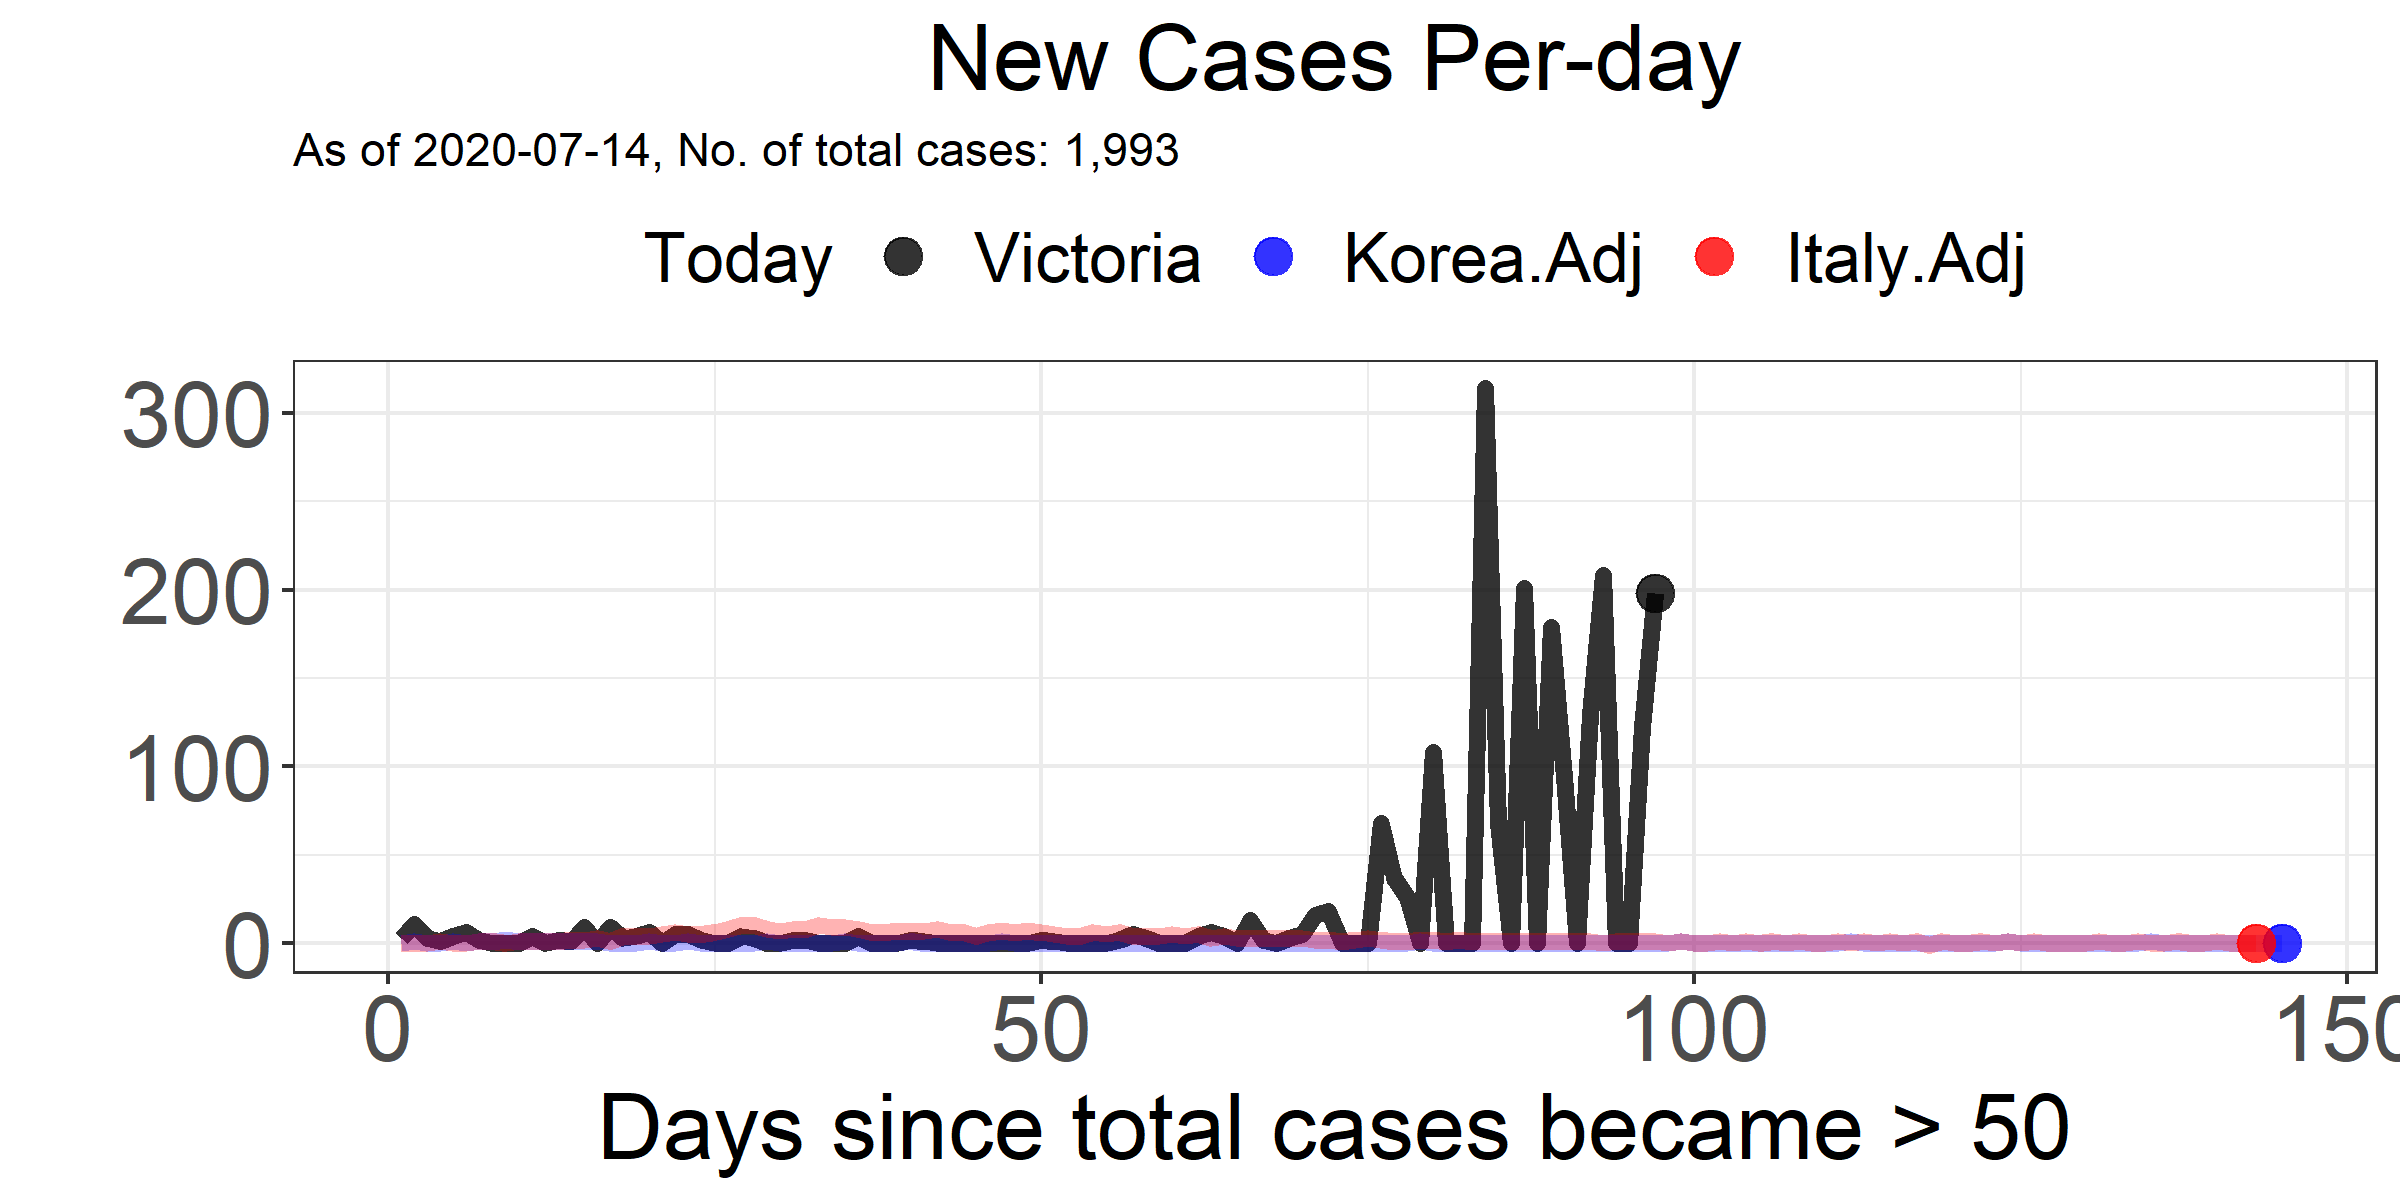 New Cases Per-day
As of 2020-07-14, No. of total cases: 1,993
Today Victoria Korea.Adj Italy.Adj
300
200
100
0
0 50 100 150
Days since total cases became > 50